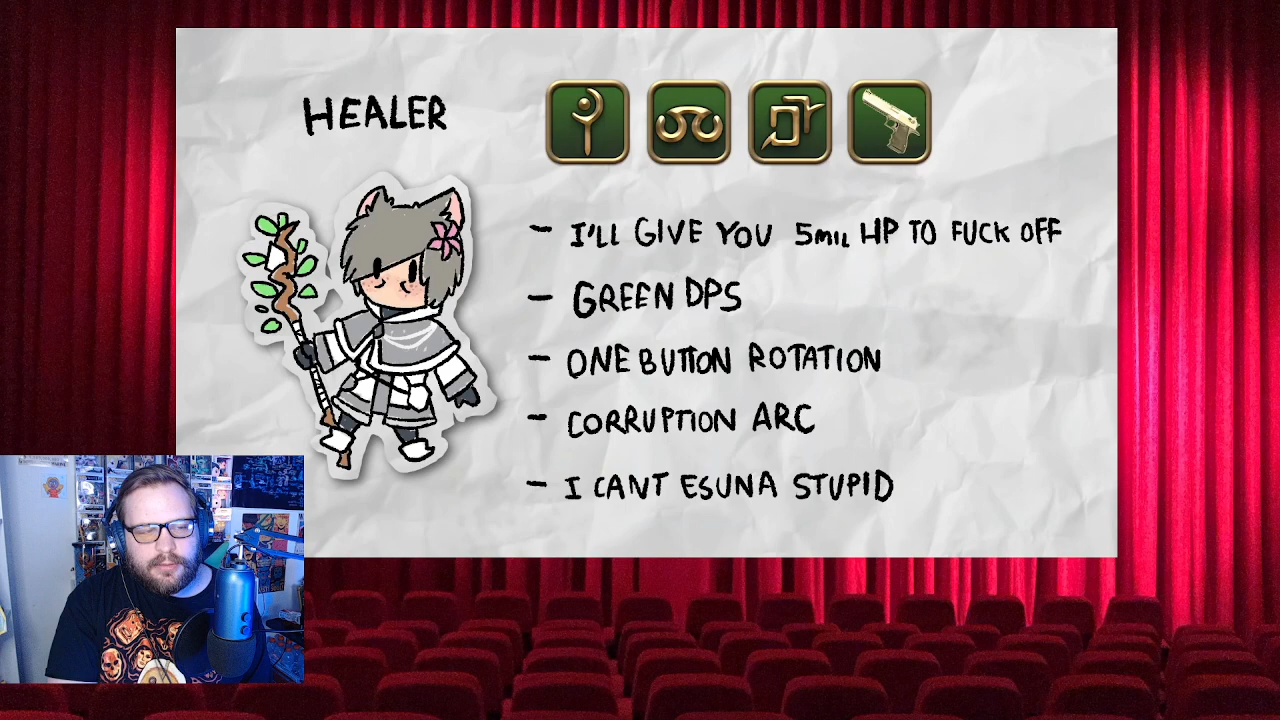 HEALER
- I'LL GIVE YOU 5MIL HP TO FUCK OFF
- GREEN DPS
- ONE BUTTON ROTATION
- CORRUPTION ARC
- I CANT ESUNA STUPID